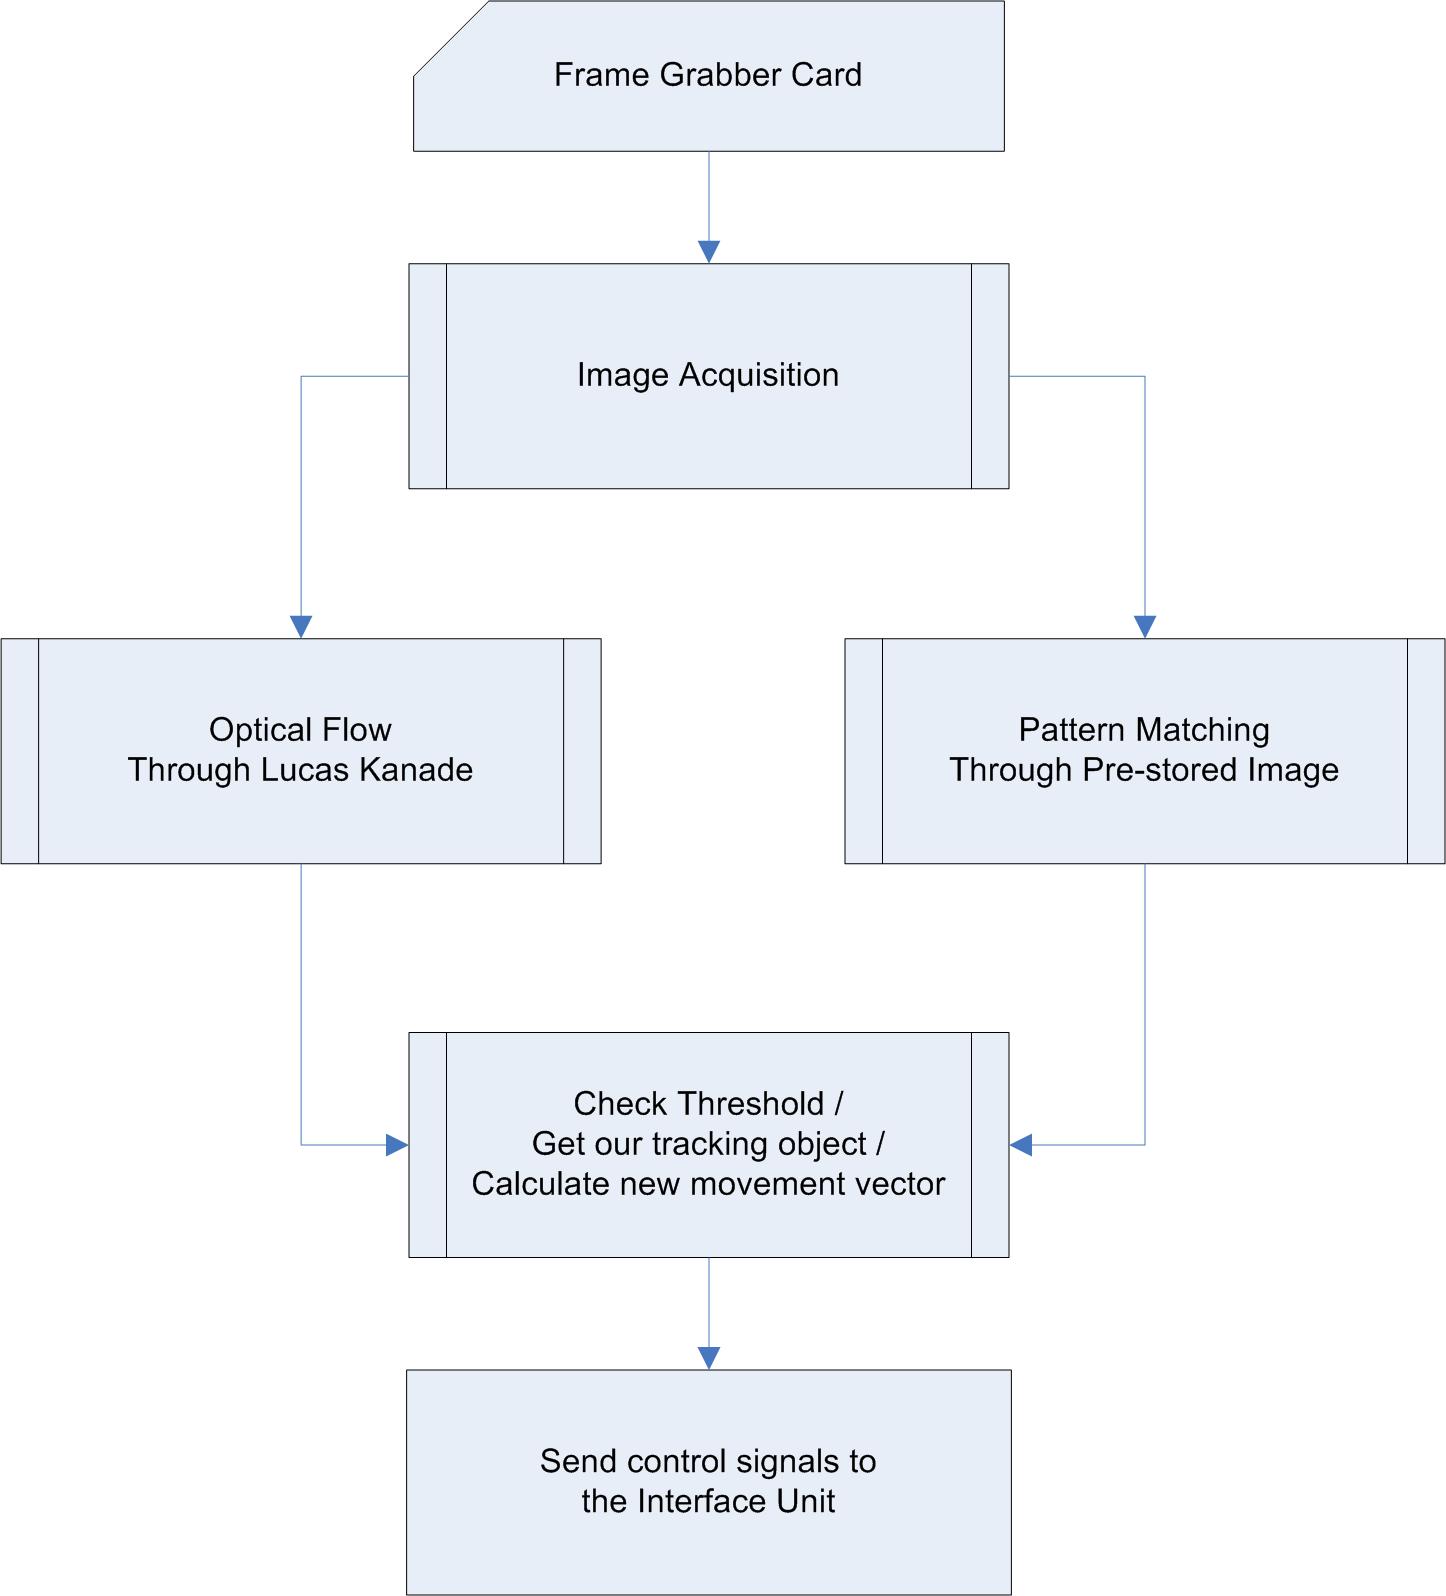 Frame Grabber Card
Image Acquisition
Optical Flow
Through Lucas Kanade
Pattern Matching
Through Pre-stored Image
Check Threshold /
Get our tracking object /
Calculate new movement vector
Send control signals to
the Interface Unit